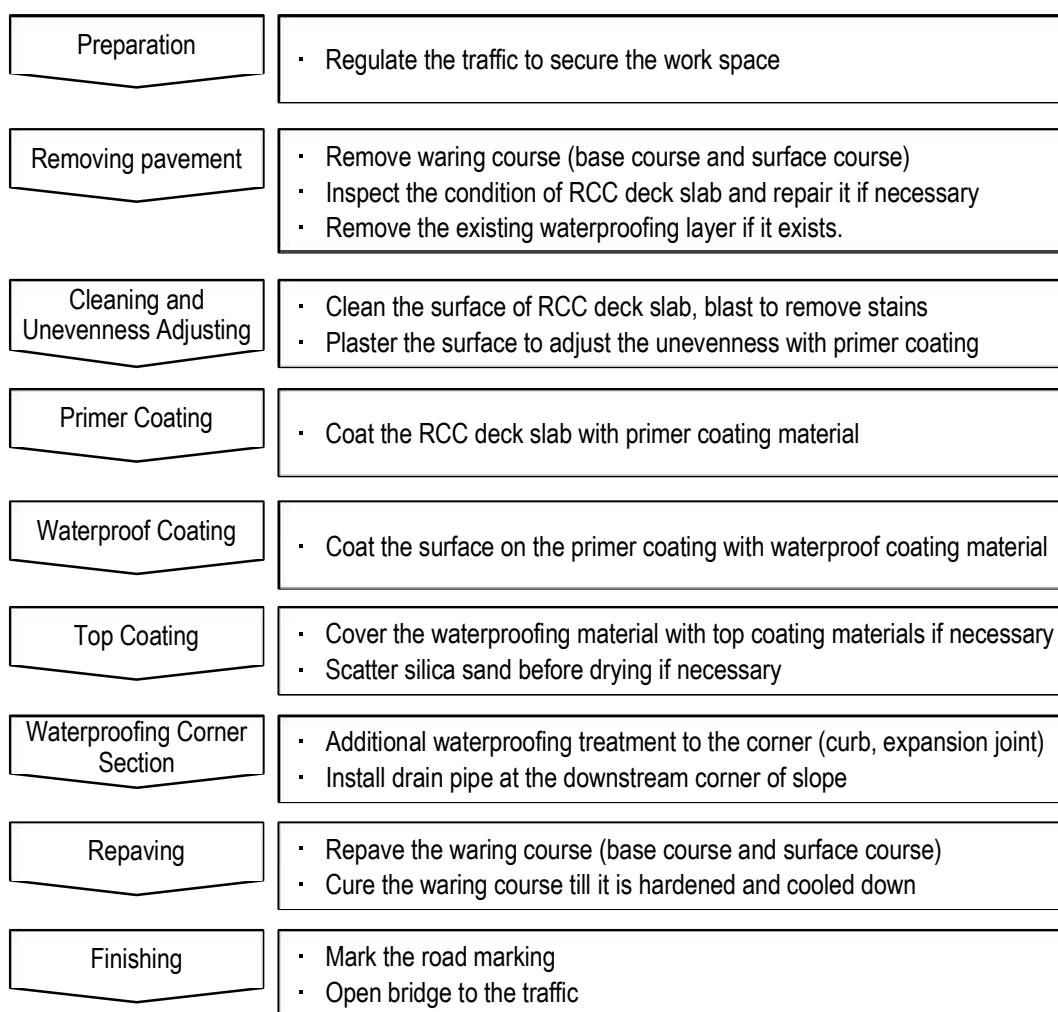 Preparation
· Regulate the traffic to secure the work space
Removing pavement
· Remove waring course (base course and surface course)
· Inspect the condition of RCC deck slab and repair it if necessary
· Remove the existing waterproofing layer if it exists.
Cleaning and
Unevenness Adjusting
· Clean the surface of RCC deck slab, blast to remove stains
· Plaster the surface to adjust the unevenness with primer coating
Primer Coating
· Coat the RCC deck slab with primer coating material
Waterproof Coating
· Coat the surface on the primer coating with waterproof coating material
Top Coating
· Cover the waterproofing material with top coating materials if necessary
· Scatter silica sand before drying if necessary
Waterproofing Corner
Section
· Additional waterproofing treatment to the corner (curb, expansion joint)
· Install drain pipe at the downstream corner of slope
Repaving
· Repave the waring course (base course and surface course)
· Cure the waring course till it is hardened and cooled down
Finishing
· Mark the road marking
· Open bridge to the traffic